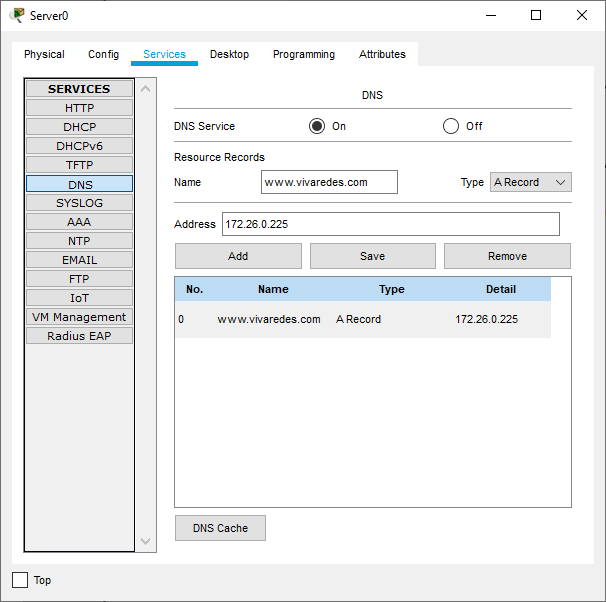 Server0
Physical Config Services Desktop Programming Attributes
SERVICES
HTTP
DHCP
DHCPv6
TFTP
DNS
SYSLOG
AAA
NTP
EMAIL
FTP
IoT
VM Management
Radius EAP
DNS
DNS Service On Off
Resource Records
Name www.vivaredes.com Type A Record
Address 172.26.0.225
Add Save Remove
No. Name Type Detail
0 www.vivaredes.com A Record 172.26.0.225
DNS Cache
Top